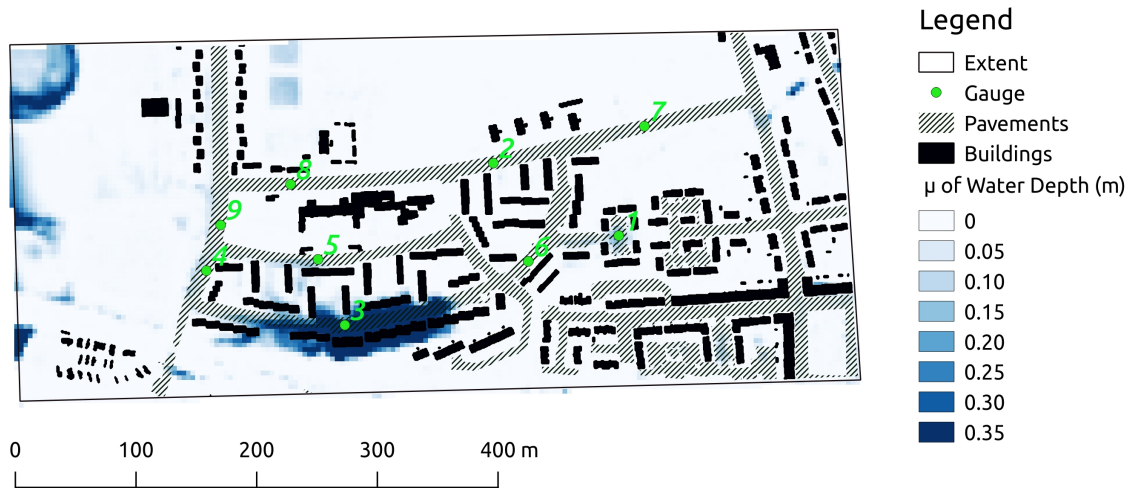 Legend
Extent
Gauge
Pavements
Buildings
μ of Water Depth (m)
0
0.05
0.10
0.15
0.20
0.25
0.30
0.35
7
2
8
1
9
5
6
4
3
0 100 200 300 400 m